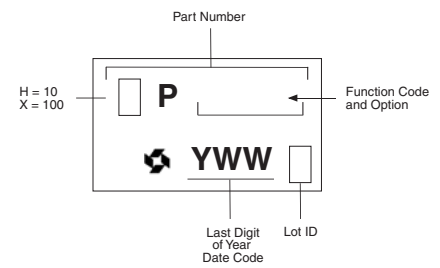 Part Number
H = 10
X = 100
P
Function Code
and Option
YWW
Last Digit
of Year
Date Code
Lot ID